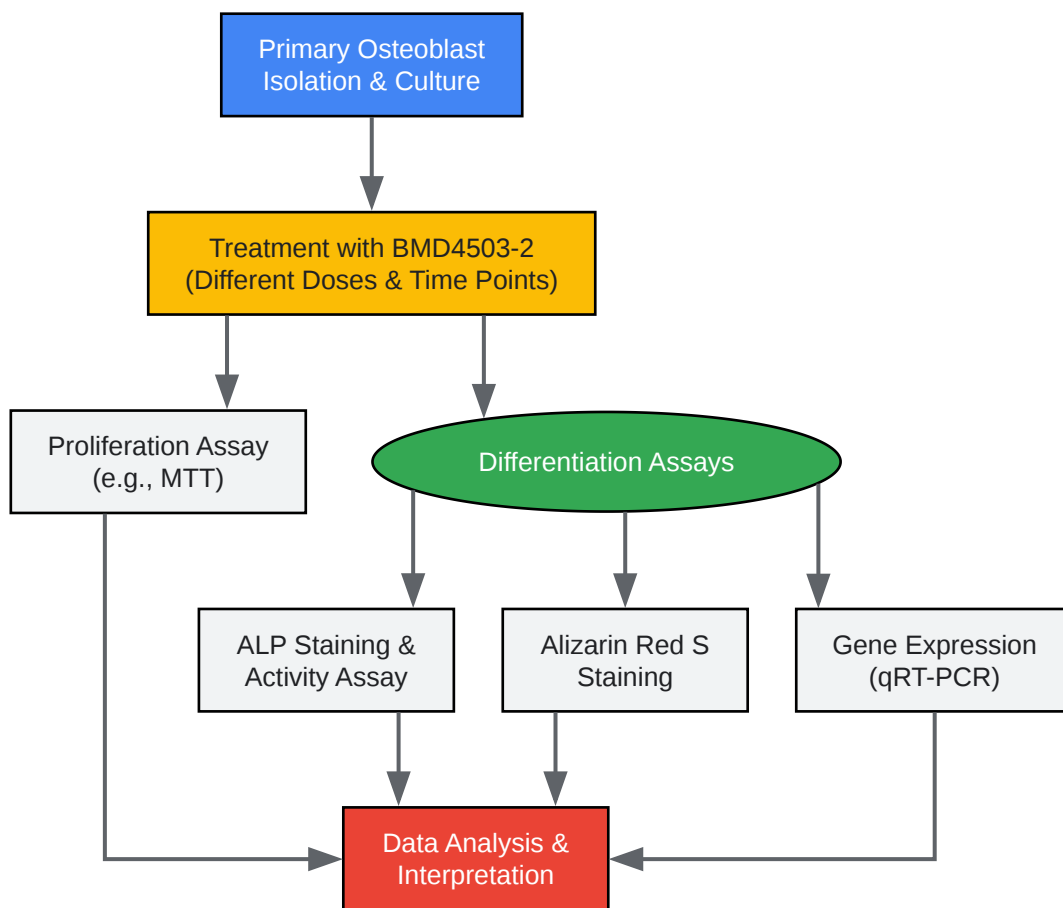 Primary Osteoblast
Isolation & Culture
Treatment with BMD4503-2
(Different Doses & Time Points)
Proliferation Assay
(e.g., MTT)
Differentiation Assays
ALP Staining &
Activity Assay
Alizarin Red S
Staining
Gene Expression
(qRT-PCR)
Data Analysis &
Interpretation